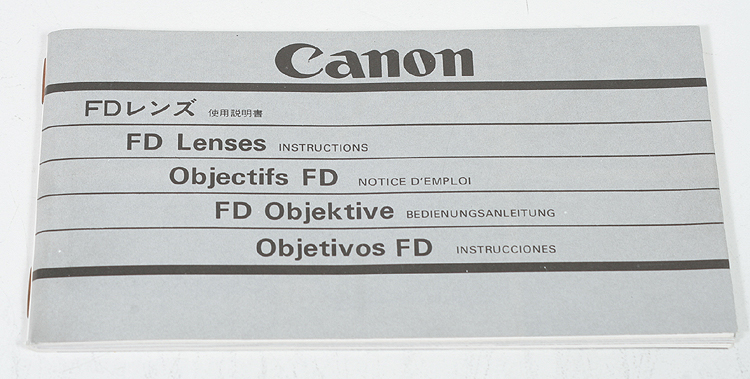 Canon
FDレンズ 使用説明書
FD Lenses INSTRUCTIONS
Objectifs FD NOTICE D'EMPLOI
FD Objektive BEDIENUNGSANLEITUNG
Objetivos FD INSTRUCCIONES